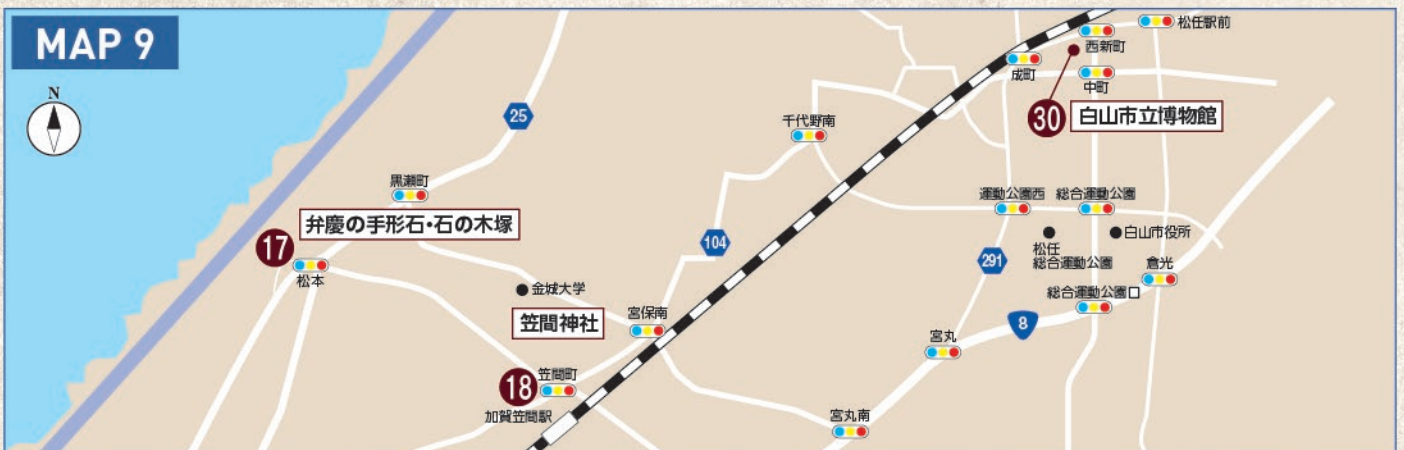 MAP 9
N
25
黒瀬町
弁慶の手形石・石の木塚
17
松本
金城大学
笠間神社
宮保南
18
笠間町
加賀笠間駅
104
千代野南
松任駅前
西新町
成町
中町
30
白山市立博物館
運動公園西
総合運動公園
291
松任
総合運動公園
白山市役所
倉光
総合運動公園口
8
宮丸
宮丸南